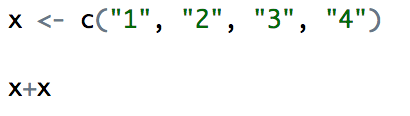 x <- c("1", "2", "3", "4")
x+x